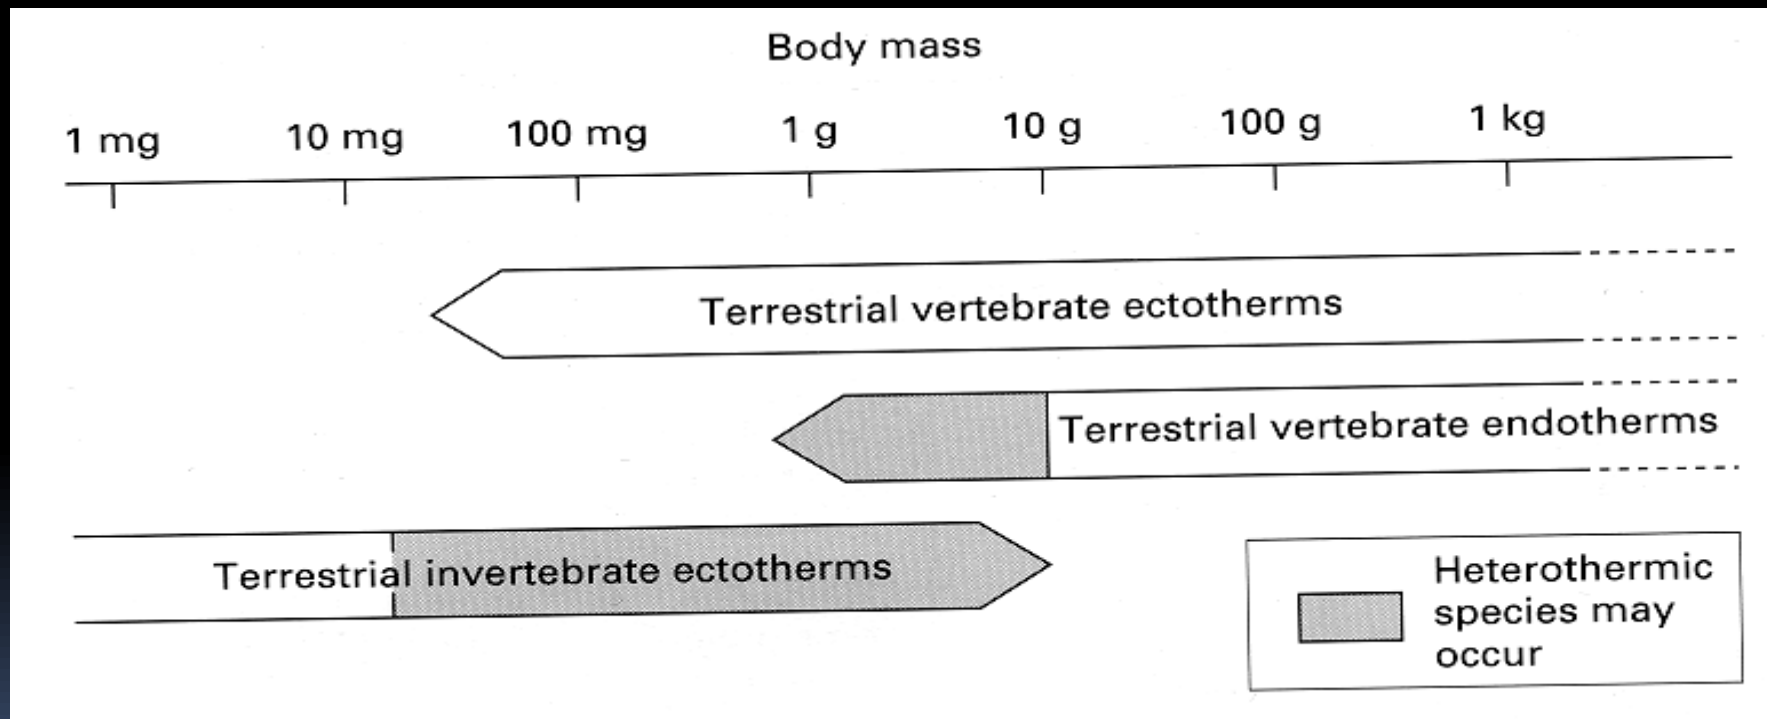 Body mass
1 mg 10 mg 100 mg 1 g 10 g 100 g 1 kg
Terrestrial vertebrate ectotherms
Terrestrial vertebrate endotherms
Terrestrial invertebrate ectotherms
Heterothermic
species may
occur